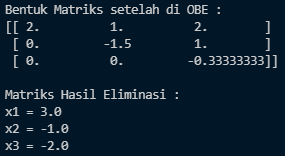 Bentuk Matriks setelah di OBE :
[[ 2. 1. 2. ]
[ 0. -1.5 1. ]
[ 0. 0. -0.33333333]]
Matriks Hasil Eliminasi :
x1 = 3.0
x2 = -1.0
x3 = -2.0